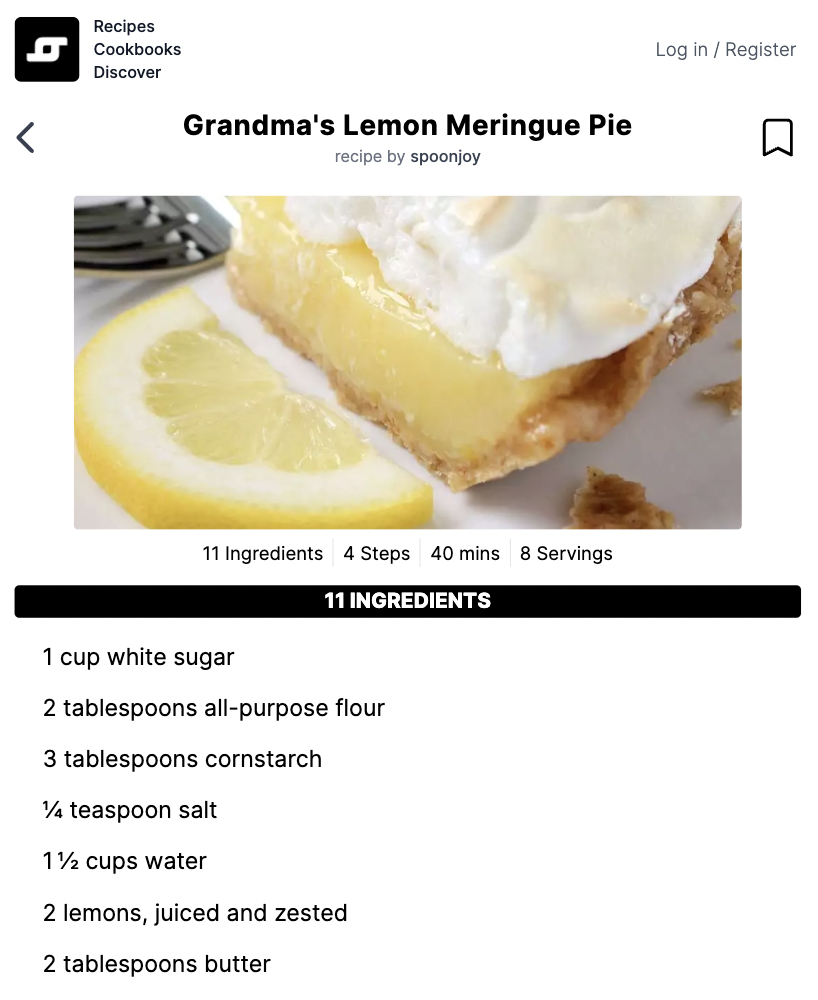 Recipes
Cookbooks
Discover
Log in / Register
Grandma's Lemon Meringue Pie
recipe by spoonjoy
11 Ingredients
4 Steps
40 mins
8 Servings
11 INGREDIENTS
1 cup white sugar
2 tablespoons all-purpose flour
3 tablespoons cornstarch
¼ teaspoon salt
1 ½ cups water
2 lemons, juiced and zested
2 tablespoons butter